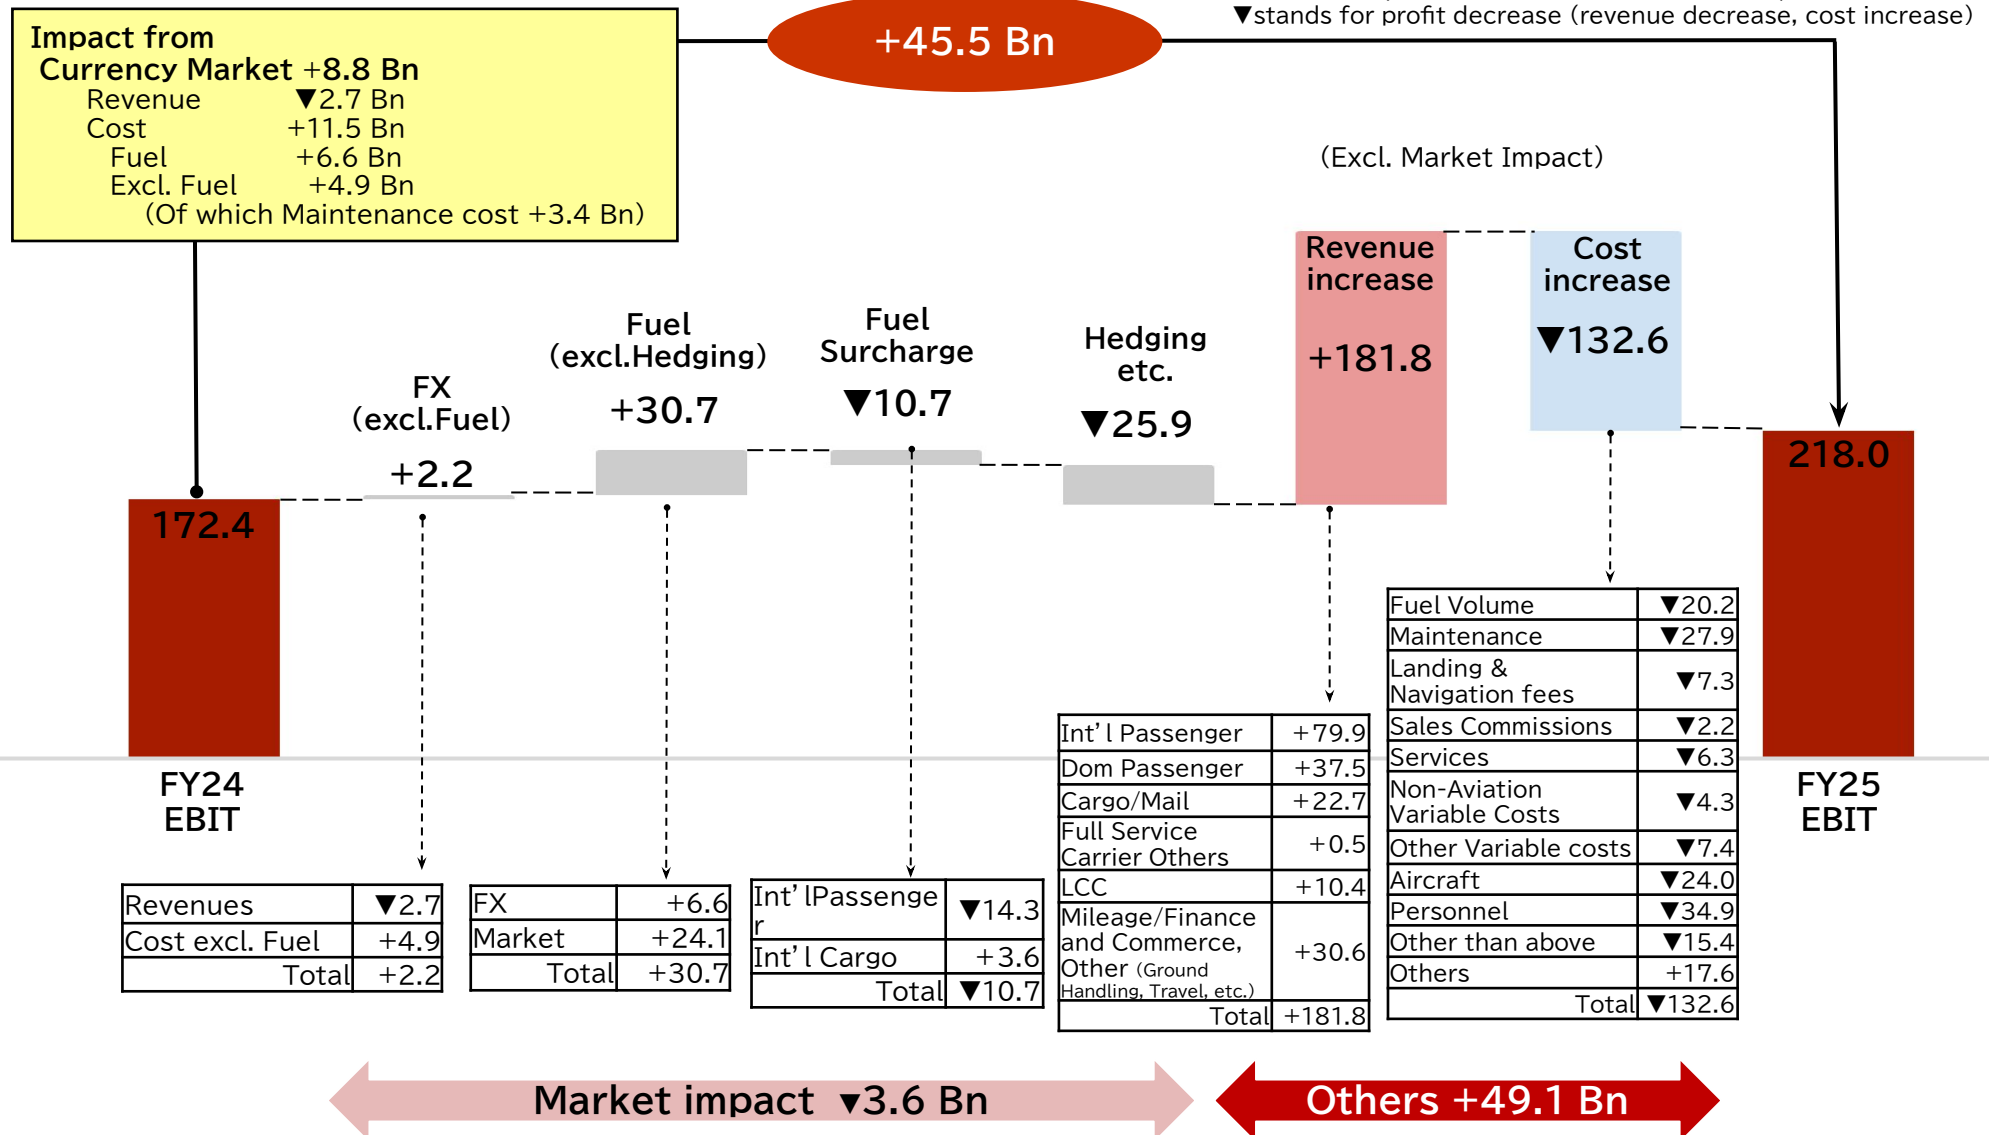 ▼stands for profit decrease (revenue decrease, cost increase)
Impact from
Currency Market +8.8 Bn
Revenue ▼2.7 Bn
Cost +11.5 Bn
Fuel +6.6 Bn
Excl. Fuel +4.9 Bn
(Of which Maintenance cost +3.4 Bn)
+45.5 Bn
(Excl. Market Impact)
172.4
FY24
EBIT
FX
(excl.Fuel)
+2.2
Fuel
(excl.Hedging)
+30.7
Fuel
Surcharge
▼10.7
Hedging
etc.
▼25.9
Revenue
increase
+181.8
Cost
increase
▼132.6
218.0
FY25
EBIT
Revenues ▼2.7
Cost excl. Fuel +4.9
Total +2.2
FX +6.6
Market +24.1
Total +30.7
Int’lPassenge
r ▼14.3
Int’l Cargo +3.6
Total ▼10.7
Int’l Passenger +79.9
Dom Passenger +37.5
Cargo/Mail +22.7
Full Service
Carrier Others +0.5
LCC +10.4
Mileage/Finance
and Commerce,
Other (Ground
Handling, Travel, etc.) +30.6
Total +181.8
Fuel Volume ▼20.2
Maintenance ▼27.9
Landing &
Navigation fees ▼7.3
Sales Commissions ▼2.2
Services ▼6.3
Non-Aviation
Variable Costs ▼4.3
Other Variable costs ▼7.4
Aircraft ▼24.0
Personnel ▼34.9
Other than above ▼15.4
Others +17.6
Total ▼132.6
Market impact ▼3.6 Bn
Others +49.1 Bn